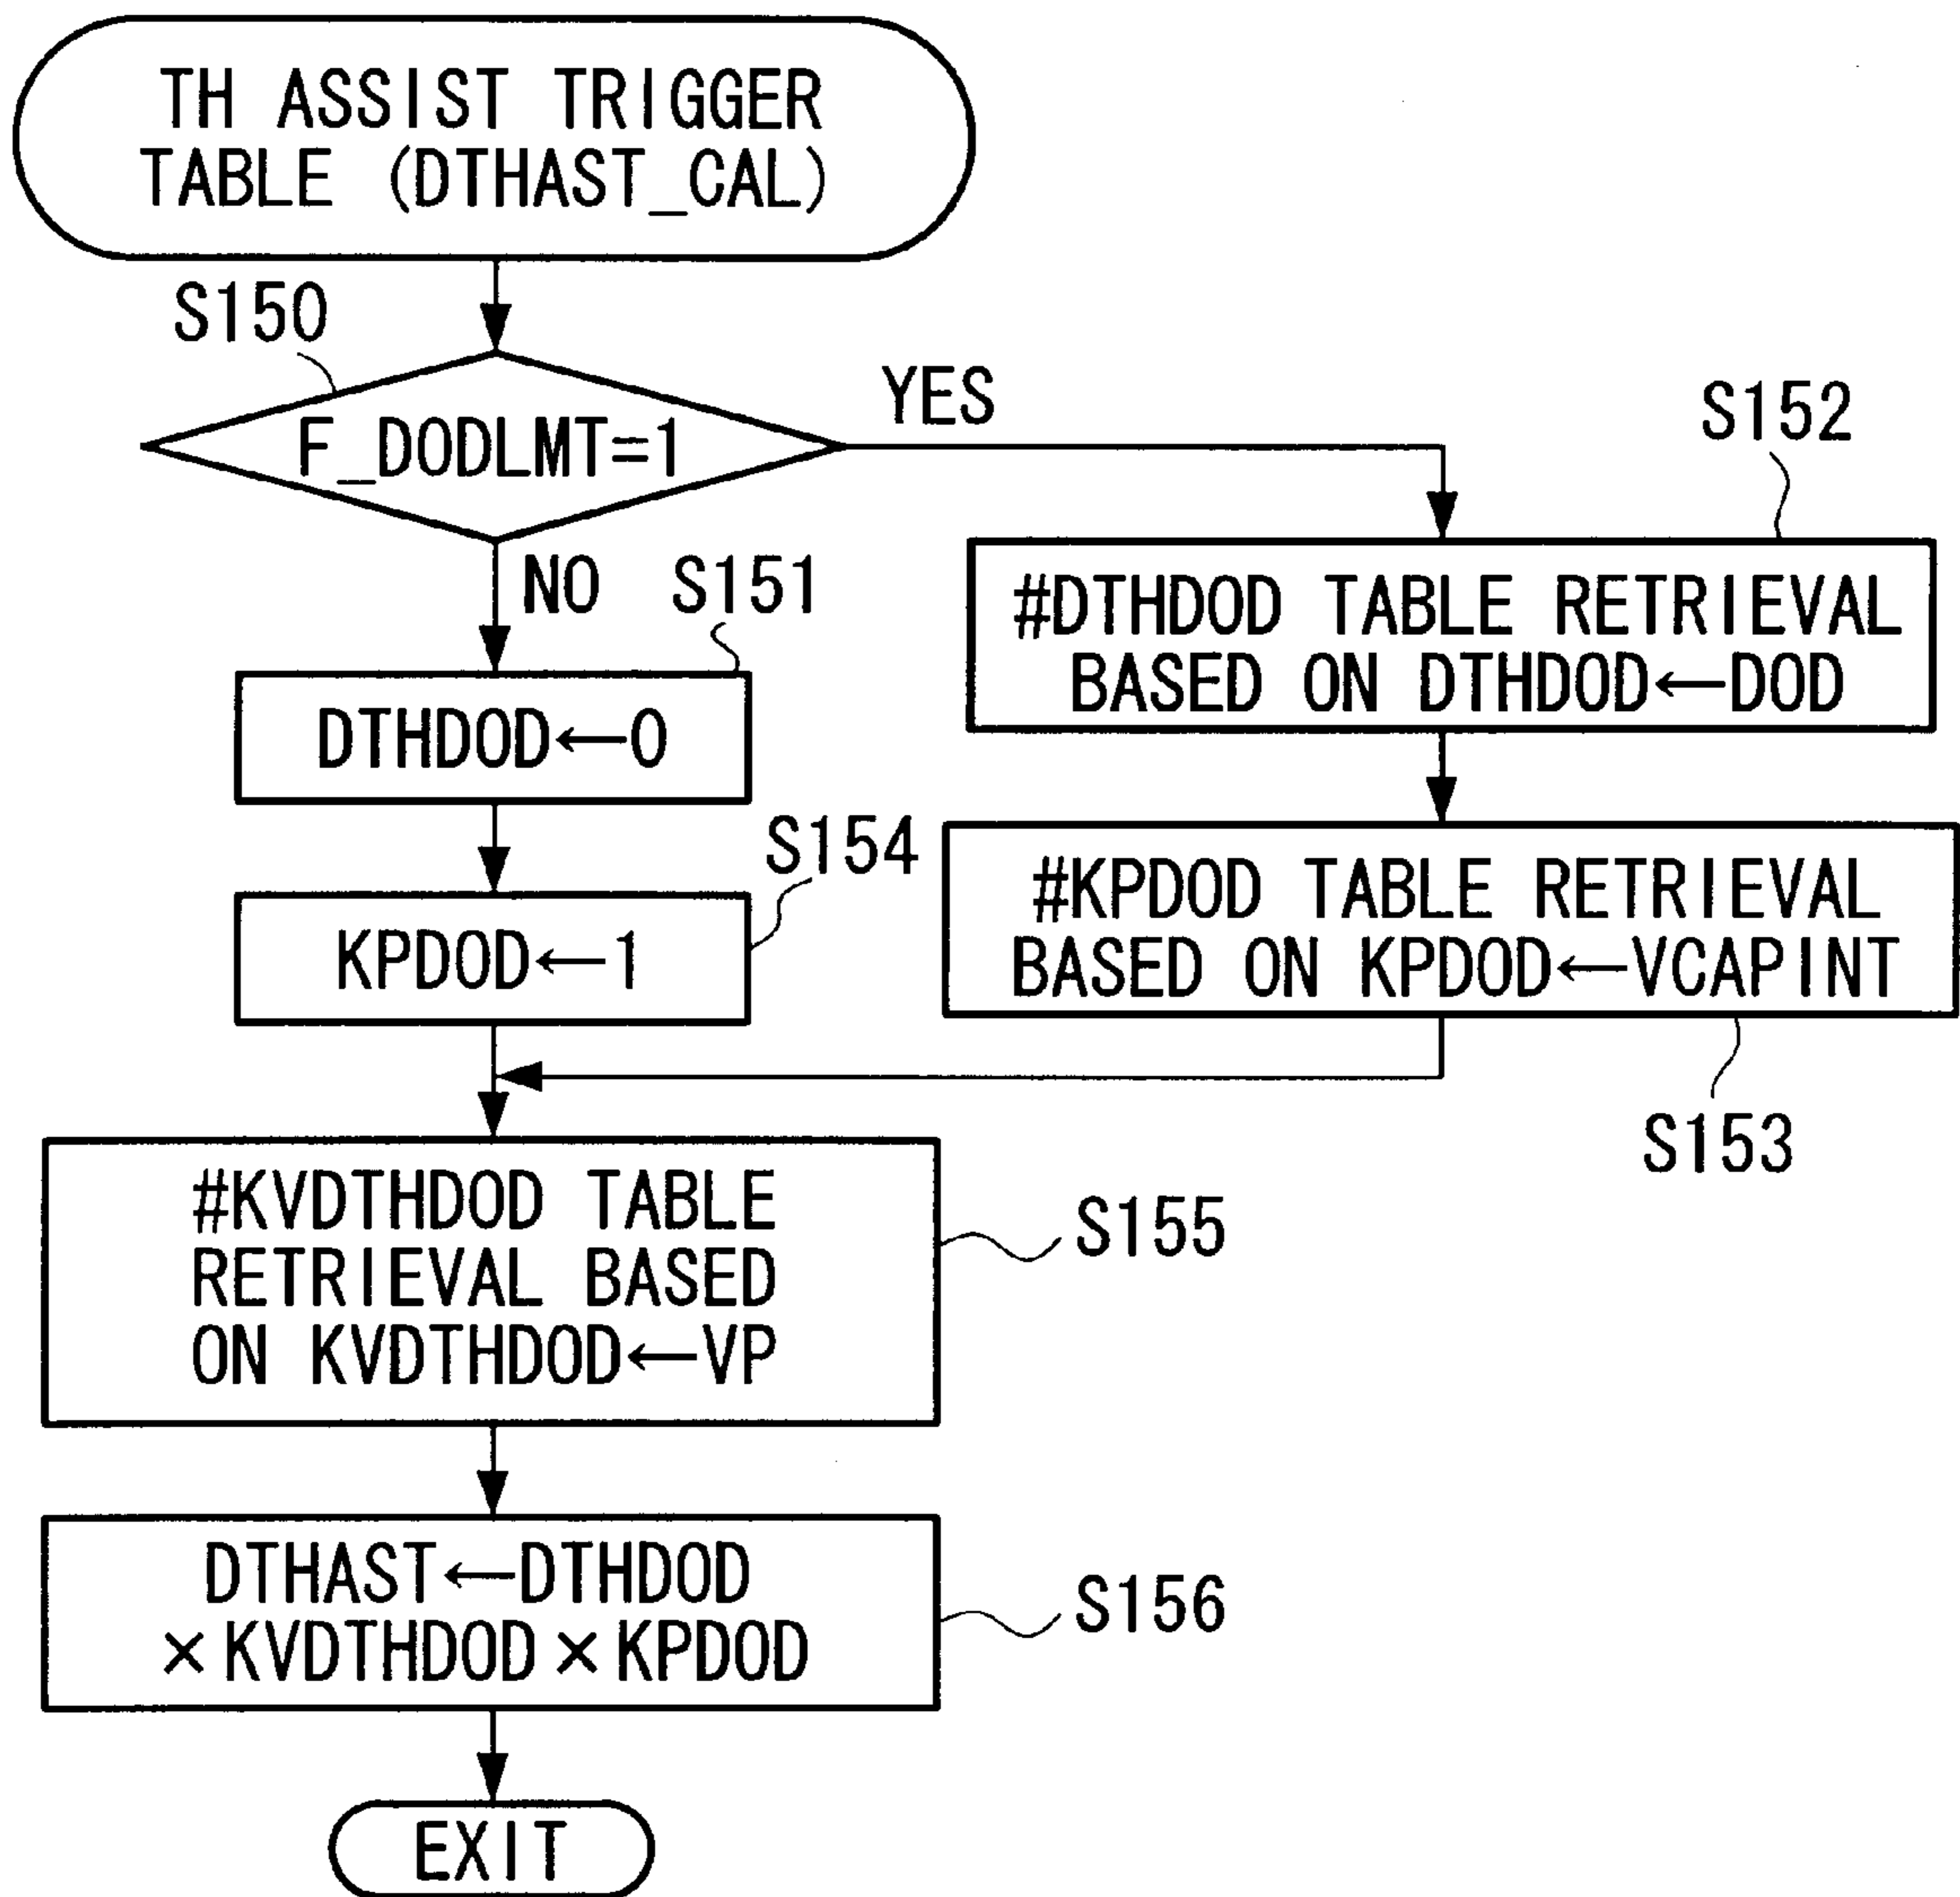 TH ASSIST TRIGGER
TABLE (DTHAST_CAL)
S150
F_DODLMT=1
YES
S152
NO
S151
#DTHDOD TABLE RETRIEVAL
BASED ON DTHDOD←DOD
DTHDOD←0
S154
#KPDOD TABLE RETRIEVAL
BASED ON KPDOD←VCAPINT
KPDOD←1
S153
#KVDTHDOD TABLE
RETRIEVAL BASED
ON KVDTHDOD←VP
S155
DTHAST←DTHDOD
×KVDTHDOD×KPDOD
S156
EXIT